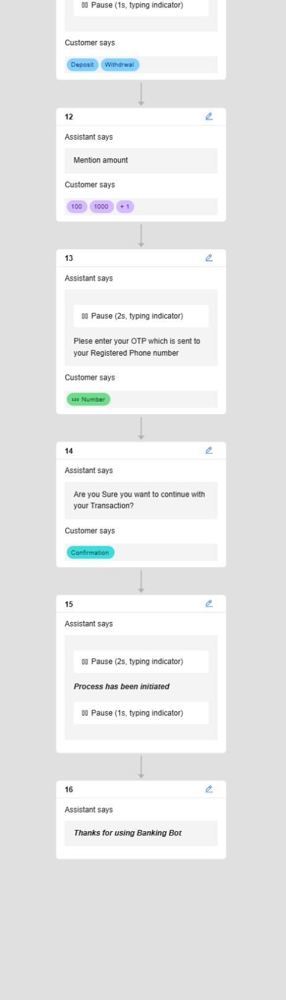 Pause (1s, typing indicator)
Customer says
Deposit Withdrwal
12
Assistant says
Mention amount
Customer says
100 1000 + 1
13
Assistant says
Pause (2s, typing indicator)
Plese enter your OTP which is sent to
your Registered Phone number
Customer says
123 Number
14
Assistant says
Are you Sure you want to continue with
your Transaction?
Customer says
Confirmation
15
Assistant says
Pause (2s, typing indicator)
Process has been initiated
Pause (1s, typing indicator)
16
Assistant says
Thanks for using Banking Bot